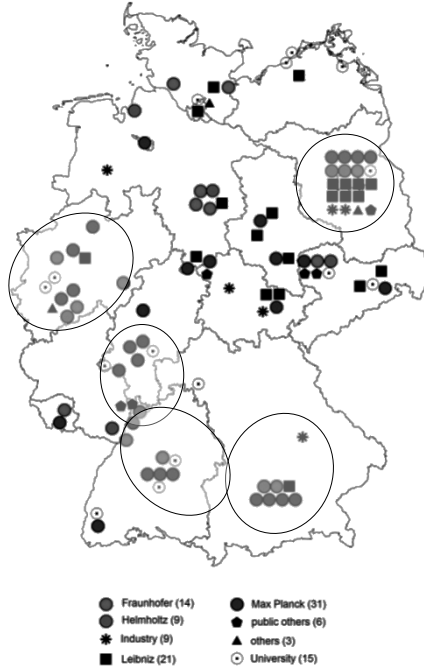 Fraunhofer (14)
Helmholtz (9)
Industry (9)
Leibniz (21)
Max Planck (31)
public others (6)
others (3)
University (15)